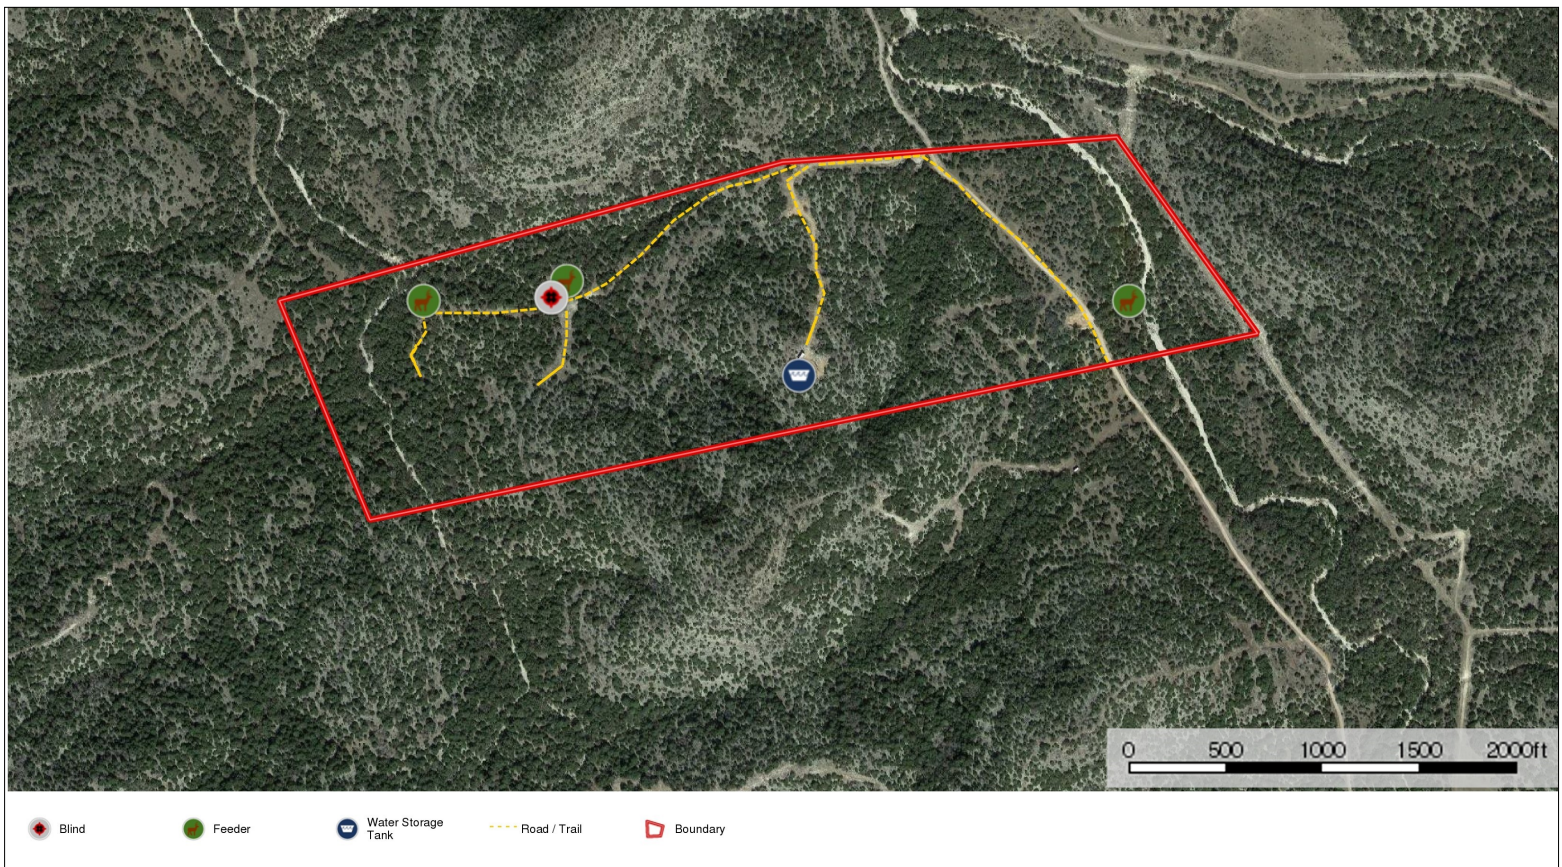 0 500 1000 1500 2000ft
Blind
Feeder
Water Storage
Tank
Road / Trail
Boundary